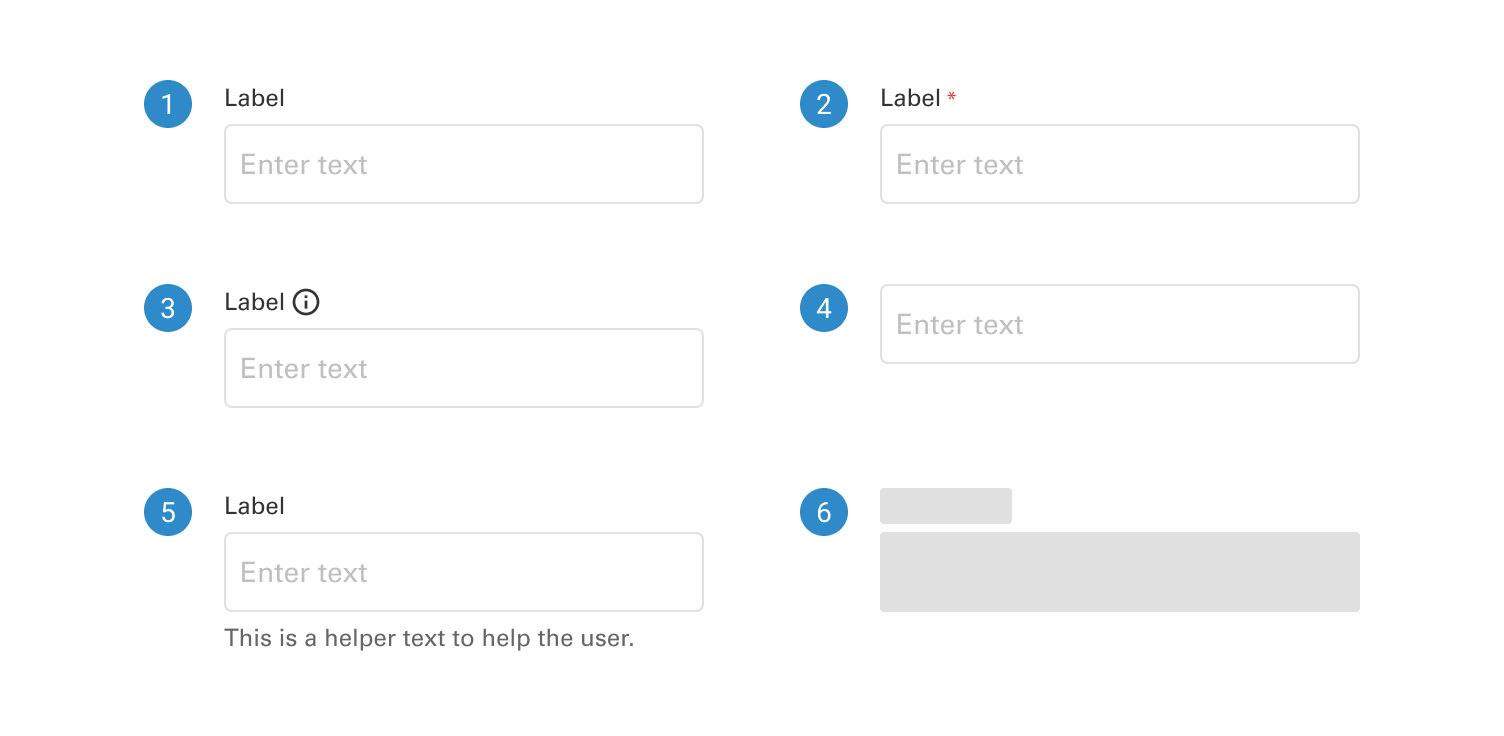 1
Label
Enter text
2
Label *
Enter text
3
Label
Enter text
4
Enter text
5
Label
Enter text
This is a helper text to help the user.
6